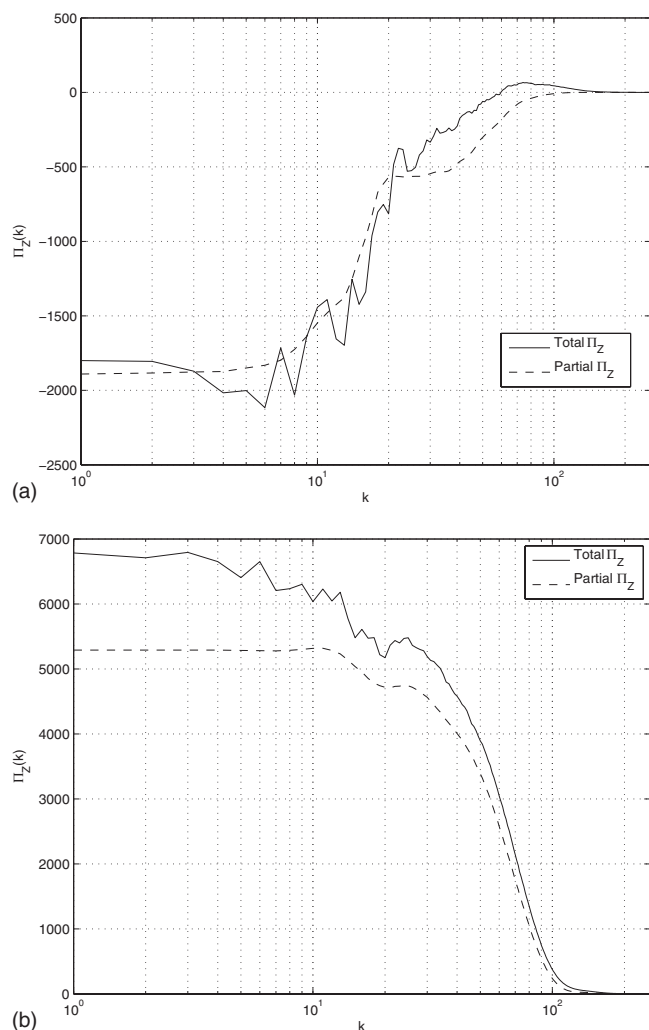 500
0
−500
−1000
−1500
−2000
−2500
Π_Z(k)
Total Π_Z
Partial Π_Z
10^0
10^1
10^2
k
(a)
7000
6000
5000
4000
3000
2000
1000
0
Π_Z(k)
Total Π_Z
Partial Π_Z
10^0
10^1
10^2
k
(b)